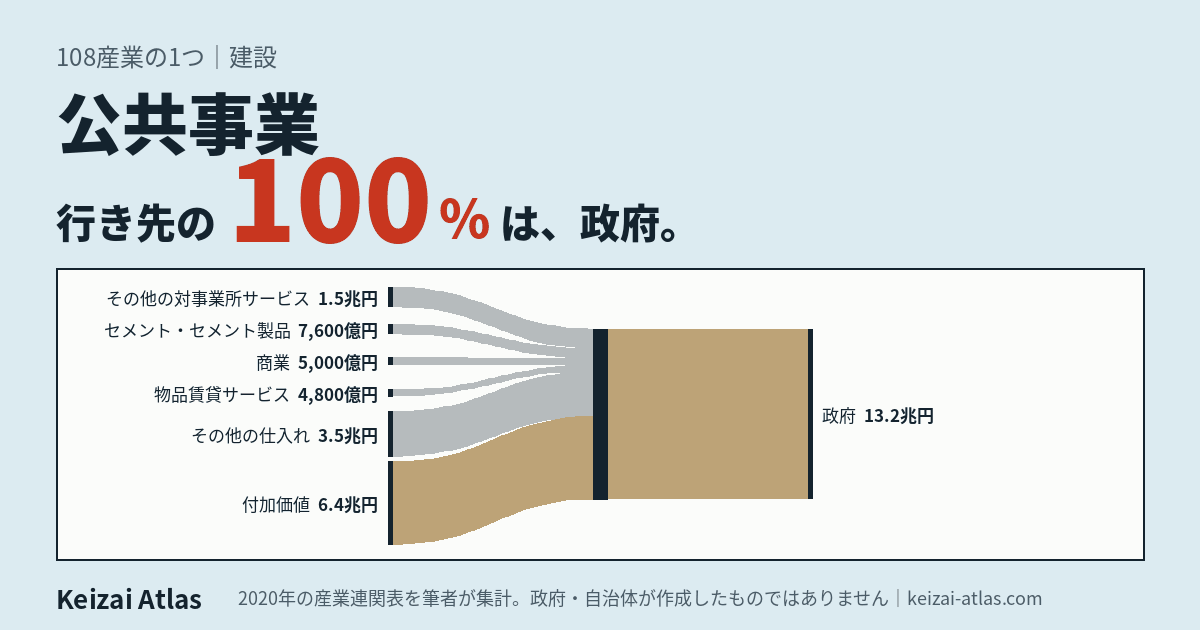 108産業の1つ｜建設
公共事業
行き先の 100 % は、政府。
その他の対事業所サービス 1.5兆円
セメント・セメント製品 7,600億円
商業 5,000億円
物品賃貸サービス 4,800億円
その他の仕入れ 3.5兆円
付加価値 6.4兆円
政府 13.2兆円
Keizai Atlas 2020年の産業連関表を筆者が集計。政府・自治体が作成したものではありません｜keizai-atlas.com